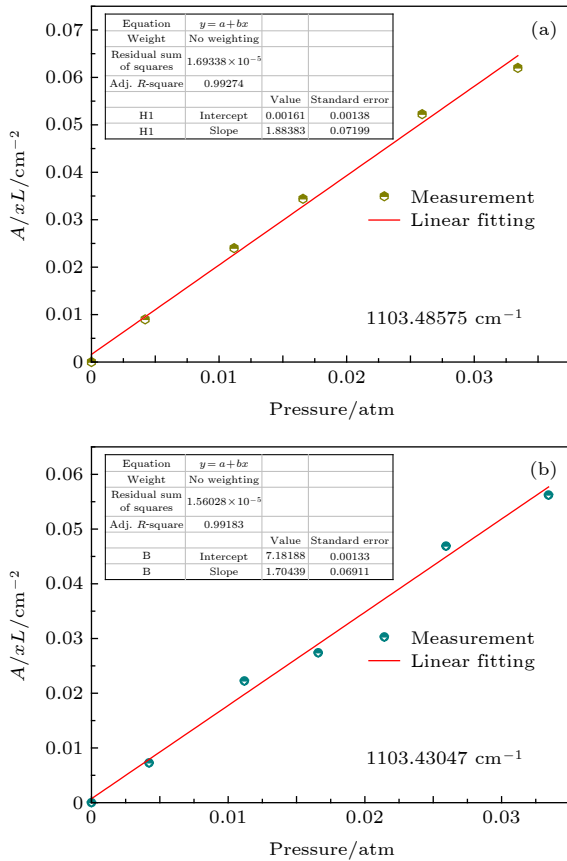 (a)
Equation y = a + bx
Weight No weighting
Residual sum
of squares 1.69338×10⁻⁵
Adj. R-square 0.99274
Value Standard error
H1 Intercept 0.00161 0.00138
H1 Slope 1.88383 0.07199
0.07
0.06
0.05
0.04
0.03
0.02
0.01
0
A/xL/cm⁻²
Measurement
Linear fitting
1103.48575 cm⁻¹
0 0.01 0.02 0.03
Pressure/atm
(b)
Equation y = a + bx
Weight No weighting
Residual sum
of squares 1.56028×10⁻⁵
Adj. R-square 0.99183
Value Standard error
B Intercept 7.18188 0.00133
B Slope 1.70439 0.06911
0.06
0.05
0.04
0.03
0.02
0.01
0
A/xL/cm⁻²
Measurement
Linear fitting
1103.43047 cm⁻¹
0 0.01 0.02 0.03
Pressure/atm